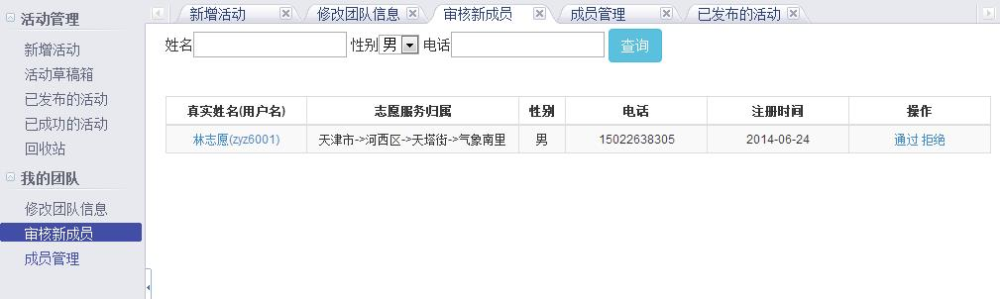 活动管理
新增活动
活动草稿箱
已发布的活动
已成功的活动
回收站
我的团队
修改团队信息
审核新成员
成员管理
新增活动 修改团队信息 审核新成员 成员管理 已发布的活动
姓名 性别 男 电话 查询
真实姓名(用户名) 志愿服务归属 性别 电话 注册时间 操作
林志愿(zyz6001) 天津市->河西区->天塔街->气象南里 男 15022638305 2014-06-24 通过 拒绝